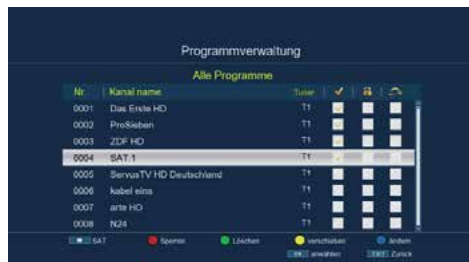 Programmverwaltung
Alle Programme
Nr. Kanal name Tuner
0001 Das Erste HD T1
0002 ProSieben T1
0003 ZDF HD T1
0004 SAT.1 T1
0005 ServusTV HD Deutschland T1
0006 kabel eins T1
0007 arte HD T1
0008 N24 T1
SAT Sperren Löschen verschieben ändern
OK anwählen EXIT Zurück